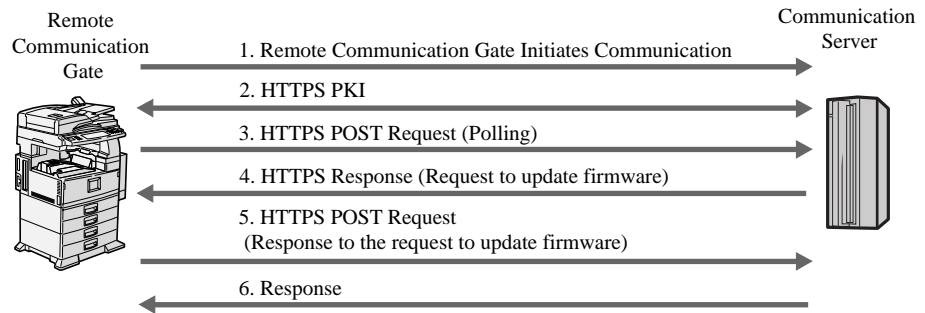 Remote
Communication
Gate
Communication
Server
1. Remote Communication Gate Initiates Communication
2. HTTPS PKI
3. HTTPS POST Request (Polling)
4. HTTPS Response (Request to update firmware)
5. HTTPS POST Request
(Response to the request to update firmware)
6. Response